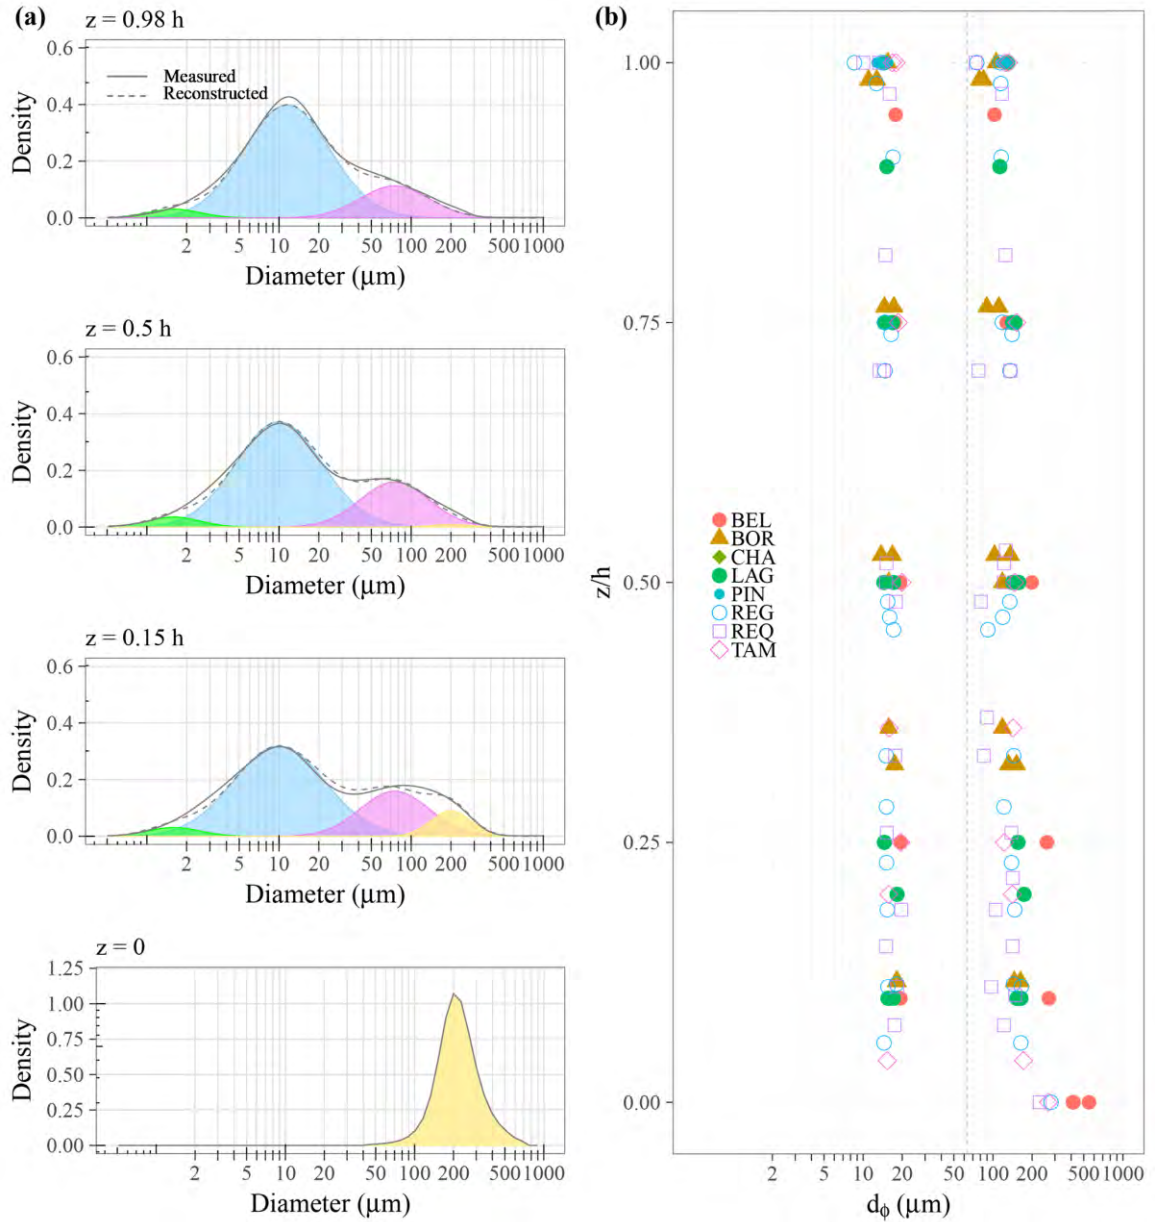 (a)
z = 0.98 h
0.6
0.4
0.2
0.0
Density
Measured
Reconstructed
2 5 10 20 50 100 500 1000
Diameter (μm)
z = 0.5 h
0.6
0.4
0.2
0.0
Density
2 5 10 20 50 100 500 1000
Diameter (μm)
z = 0.15 h
0.6
0.4
0.2
0.0
Density
2 5 10 20 50 100 500 1000
Diameter (μm)
z = 0
1.25
1.00
0.75
0.50
0.25
0.00
Density
2 5 10 20 50 100 500 1000
Diameter (μm)
(b)
1.00
0.75
0.50
0.25
0.00
z/h
BEL
BOR
CHA
LAG
PIN
REG
REQ
TAM
2 5 10 20 50 100 500 1000
dϕ (μm)